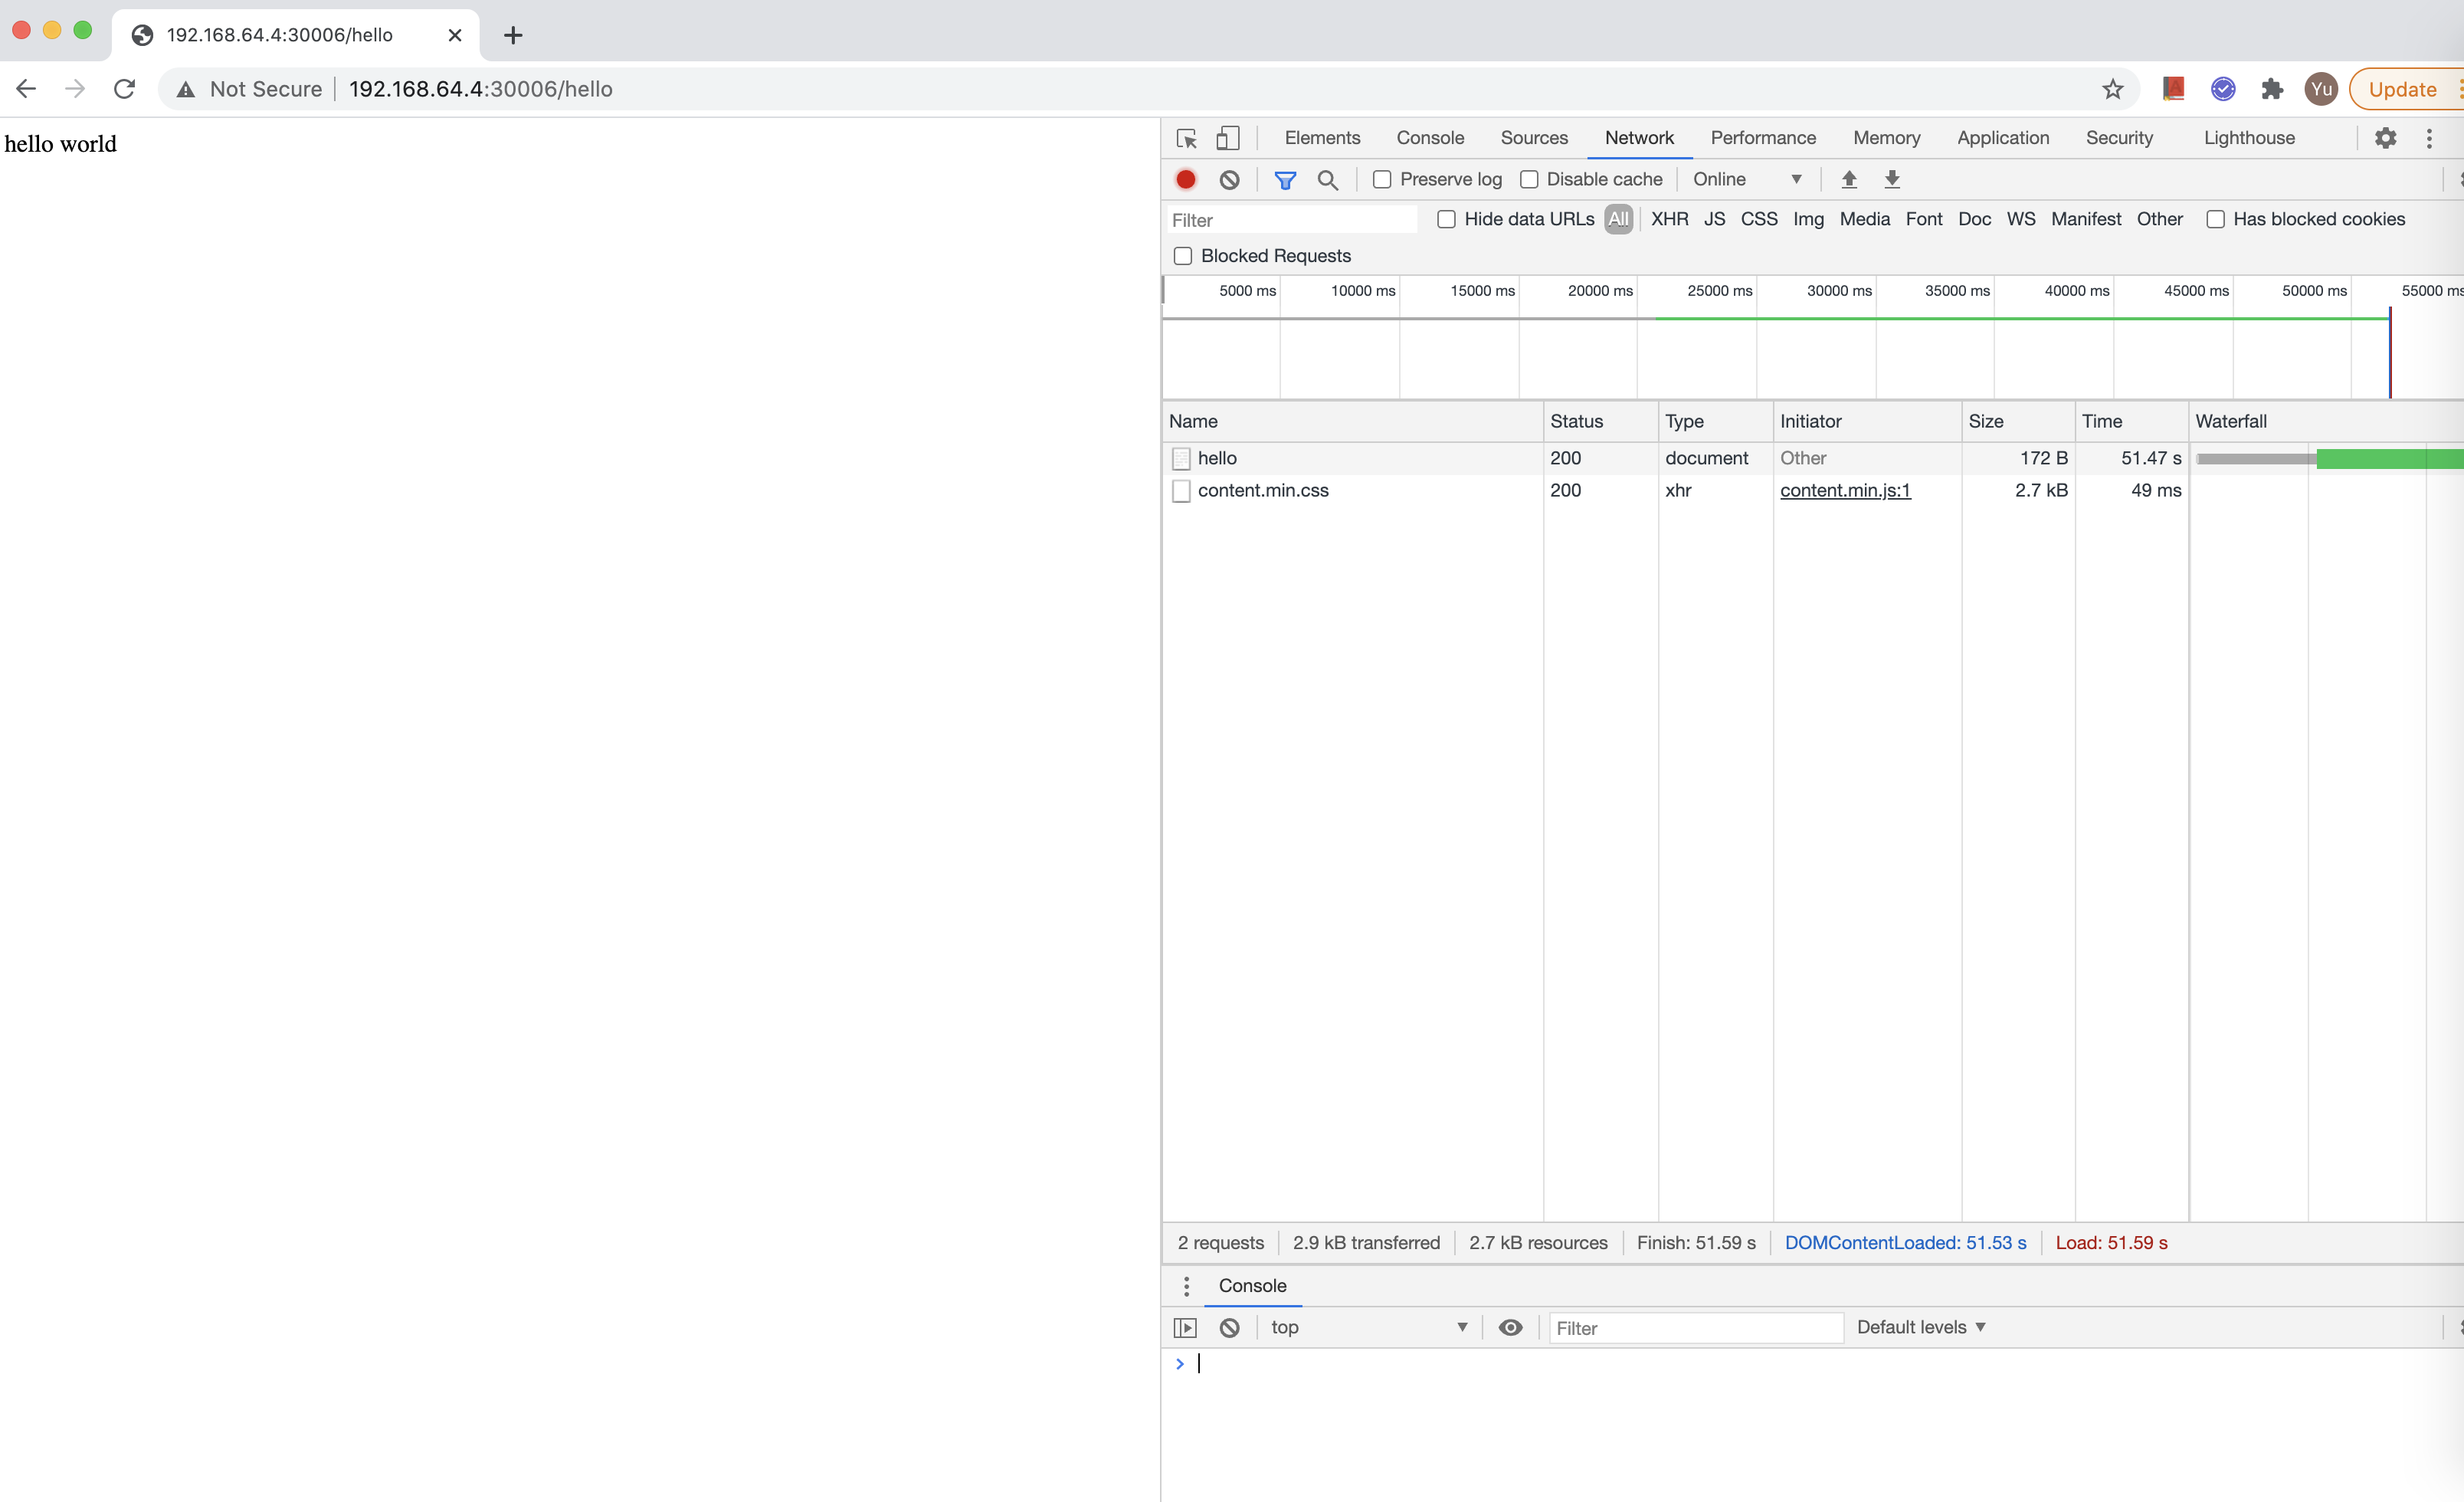 192.168.64.4:30006/hello
Not Secure 192.168.64.4:30006/hello Yu Update
hello world
Elements Console Sources Network Performance Memory Application Security Lighthouse
Preserve log Disable cache Online
Filter Hide data URLs All XHR JS CSS Img Media Font Doc WS Manifest Other Has blocked cookies
Blocked Requests
5000 ms 10000 ms 15000 ms 20000 ms 25000 ms 30000 ms 35000 ms 40000 ms 45000 ms 50000 ms 55000 ms
Name Status Type Initiator Size Time Waterfall
hello 200 document Other 172 B 51.47 s
content.min.css 200 xhr content.min.js:1 2.7 kB 49 ms
2 requests 2.9 kB transferred 2.7 kB resources Finish: 51.59 s DOMContentLoaded: 51.53 s Load: 51.59 s
Console
top Filter Default levels